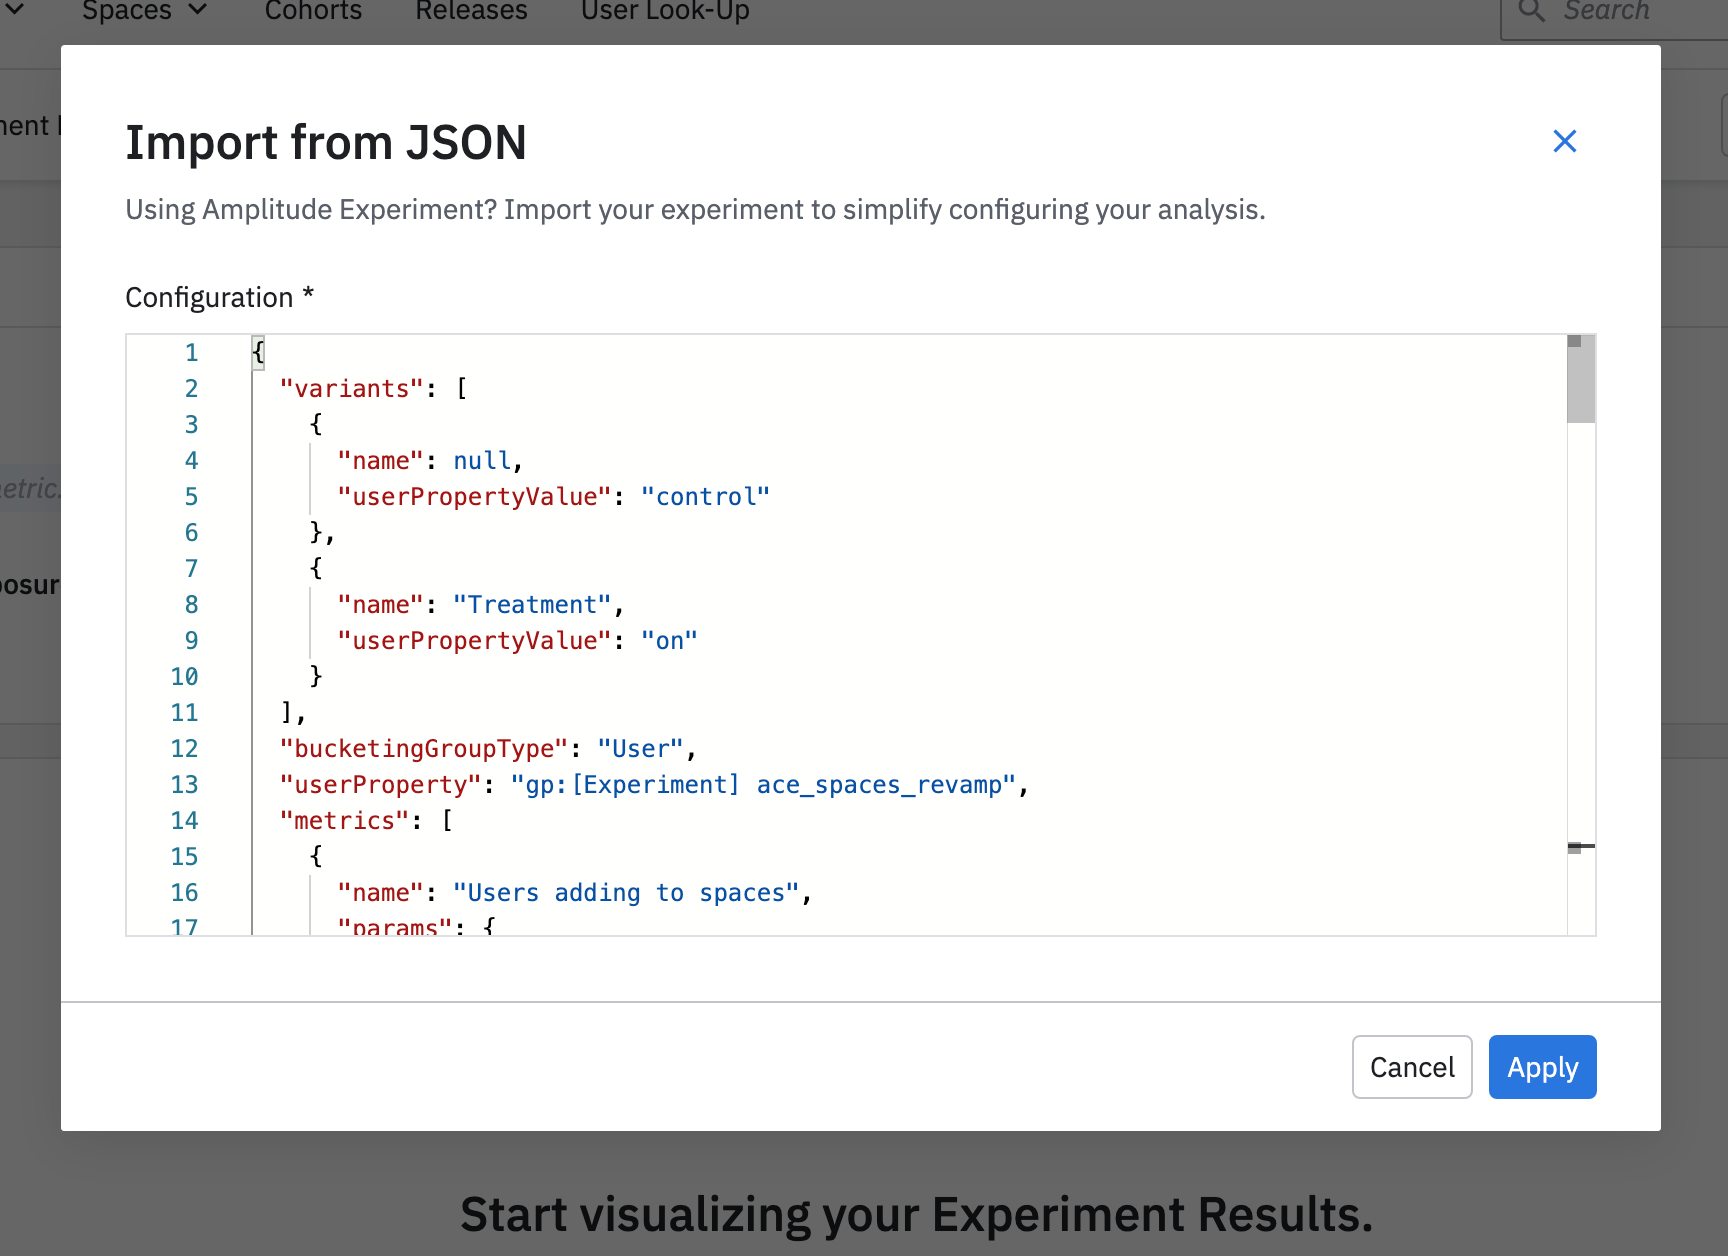 Spaces Cohorts Releases User Look-Up Search
Import from JSON
Using Amplitude Experiment? Import your experiment to simplify configuring your analysis.
Configuration *
1 {
2 "variants": [
3 {
4 "name": null,
5 "userPropertyValue": "control"
6 },
7 {
8 "name": "Treatment",
9 "userPropertyValue": "on"
10 }
11 ],
12 "bucketingGroupType": "User",
13 "userProperty": "gp:[Experiment] ace_spaces_revamp",
14 "metrics": [
15 {
16 "name": "Users adding to spaces",
17 "params": {
Cancel Apply
Start visualizing your Experiment Results.